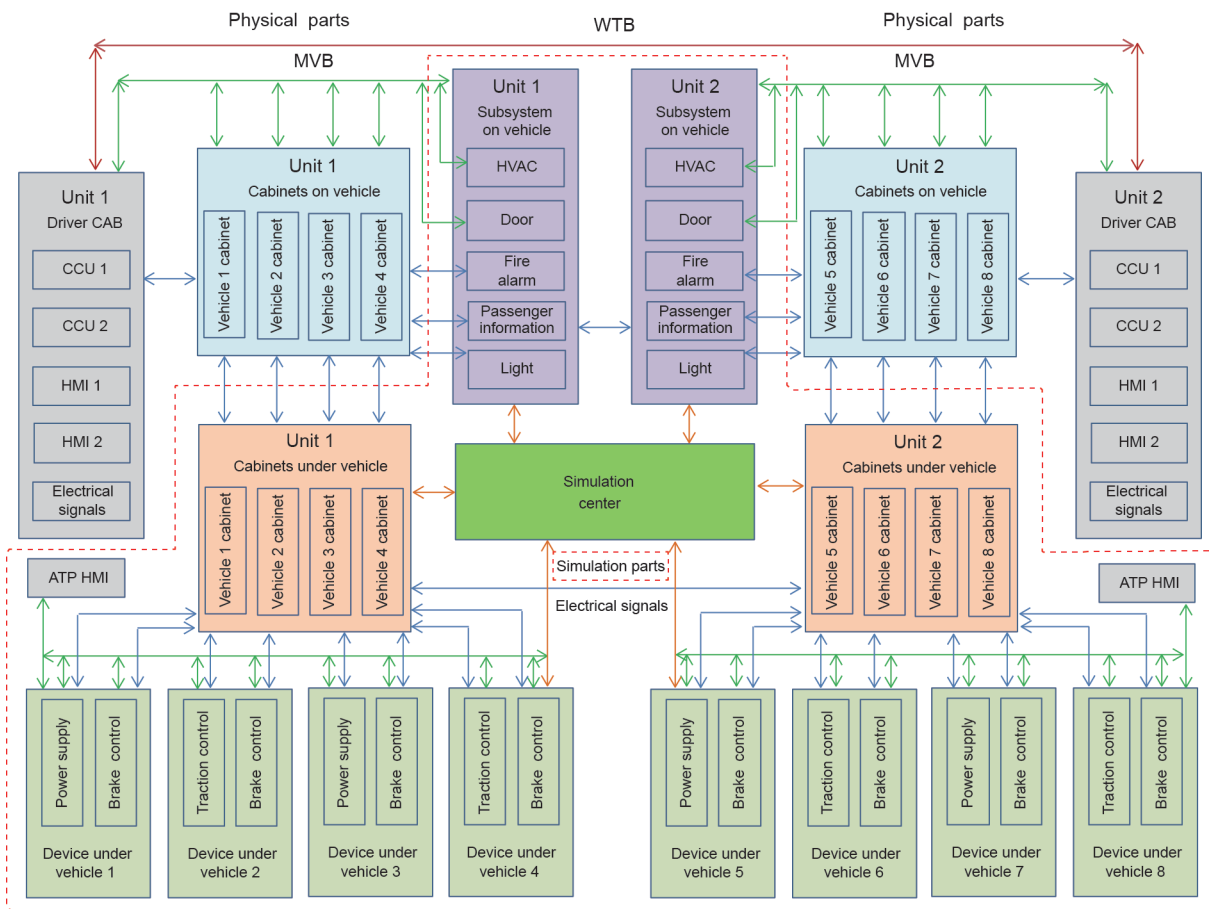 Physical parts
WTB
Physical parts
MVB
MVB
Unit 1
Subsystem
on vehicle
HVAC
Door
Fire
alarm
Passenger
information
Light
Unit 2
Subsystem
on vehicle
HVAC
Door
Fire
alarm
Passenger
information
Light
Unit 1
Driver CAB
CCU 1
CCU 2
HMI 1
HMI 2
Electrical
signals
Unit 1
Cabinets on vehicle
Vehicle 1 cabinet
Vehicle 2 cabinet
Vehicle 3 cabinet
Vehicle 4 cabinet
Unit 2
Cabinets on vehicle
Vehicle 5 cabinet
Vehicle 6 cabinet
Vehicle 7 cabinet
Vehicle 8 cabinet
Unit 2
Driver CAB
CCU 1
CCU 2
HMI 1
HMI 2
Electrical
signals
Unit 1
Cabinets under vehicle
Vehicle 1 cabinet
Vehicle 2 cabinet
Vehicle 3 cabinet
Vehicle 4 cabinet
Simulation
center
Unit 2
Cabinets under vehicle
Vehicle 5 cabinet
Vehicle 6 cabinet
Vehicle 7 cabinet
Vehicle 8 cabinet
Simulation parts
Electrical signals
ATP HMI
ATP HMI
Power supply
Brake control
Device under
vehicle 1
Traction control
Brake control
Device under
vehicle 2
Power supply
Brake control
Device under
vehicle 3
Traction control
Brake control
Device under
vehicle 4
Power supply
Brake control
Device under
vehicle 5
Traction control
Brake control
Device under
vehicle 6
Power supply
Brake control
Device under
vehicle 7
Traction control
Brake control
Device under
vehicle 8